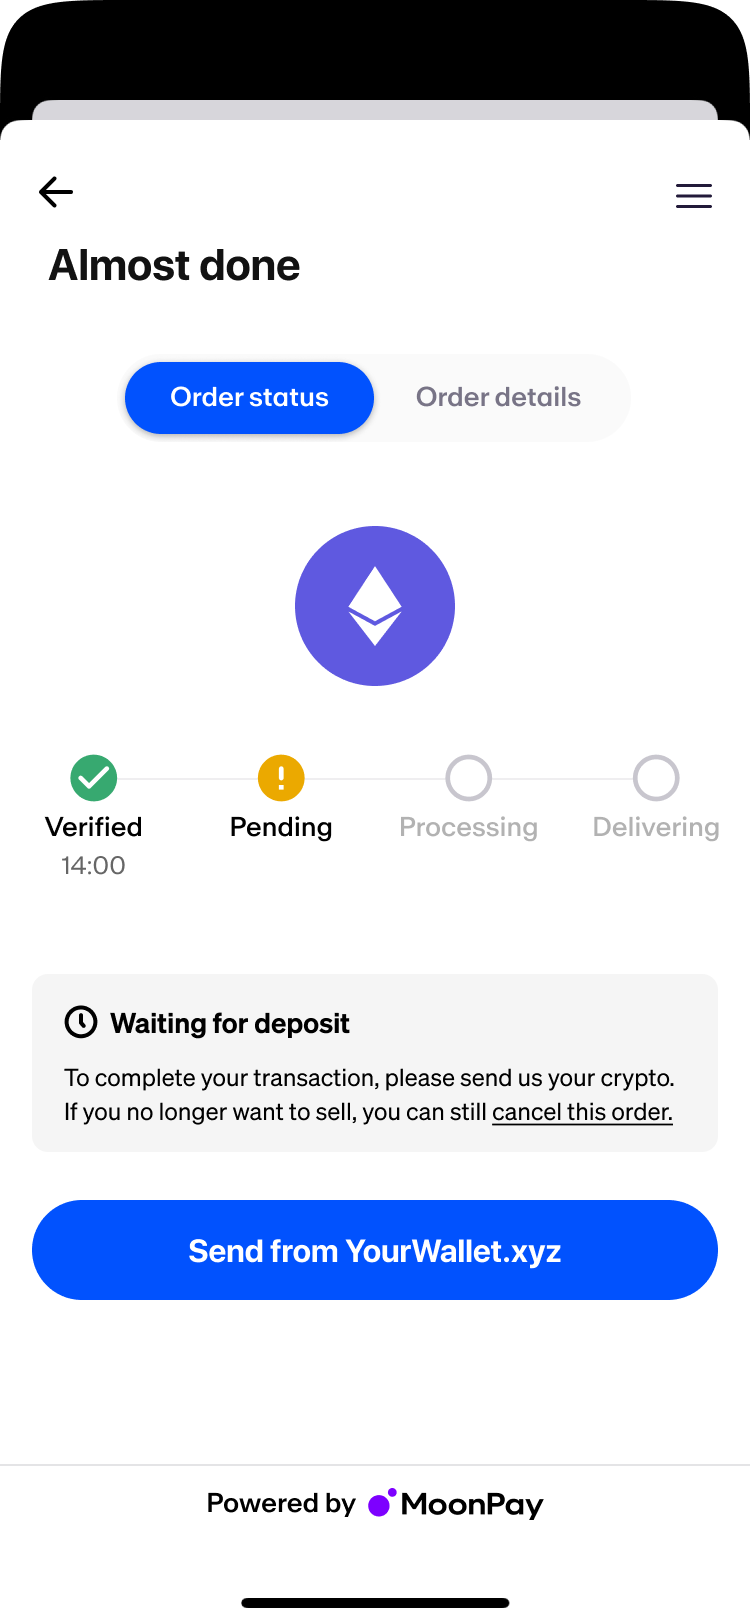 Almost done
Order status
Order details
Verified
Pending
Processing
Delivering
14:00
Waiting for deposit
To complete your transaction, please send us your crypto.
If you no longer want to sell, you can still cancel this order.
Send from YourWallet.xyz
Powered by MoonPay